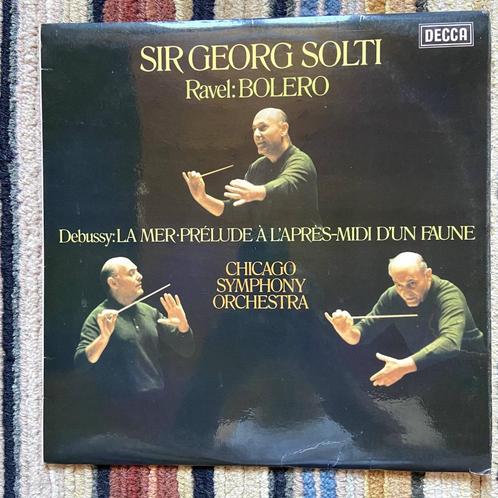 DECCA
SIR GEORG SOLTI
Ravel: BOLERO
Debussy: LA MER·PRÉLUDE À L'APRÈS-MIDI D'UN FAUNE
CHICAGO
SYMPHONY
ORCHESTRA